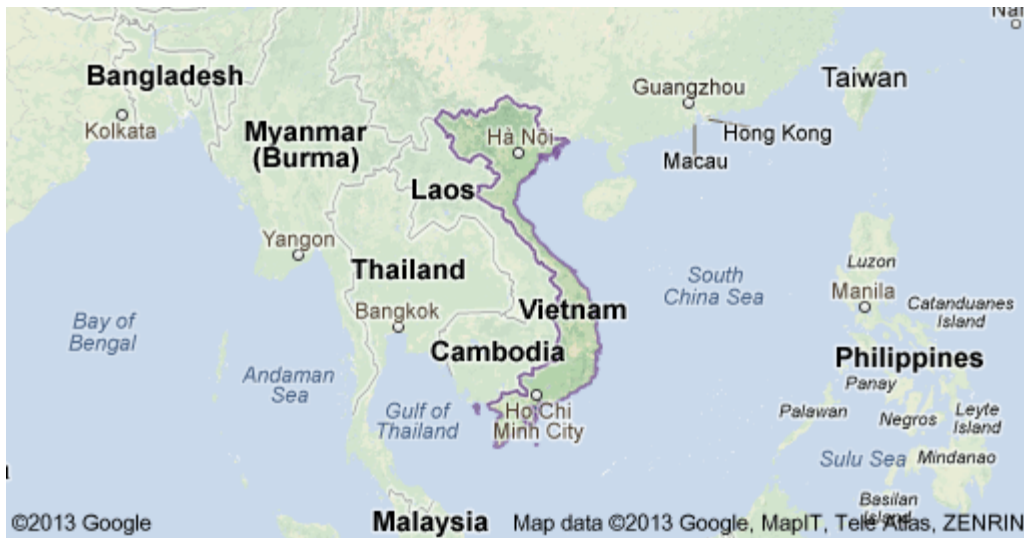 Nan
Taiwan
Bangladesh
Guangzhou
Kolkata
Myanmar
(Burma)
Hà Nội
Hong Kong
Macau
Laos
Yangon
Thailand
Luzon
South
China Sea
Manila
Bangkok
Vietnam
Catanduanes
Island
Bay of
Bengal
Cambodia
Philippines
Andaman
Sea
Panay
Ho Chi
Minh City
Gulf of
Thailand
Palawan
Negros
Leyte
Island
Sulu Sea
Mindanao
Basilan
Island
Malaysia
©2013 Google
Map data ©2013 Google, MapIT, Tele Atlas, ZENRIN